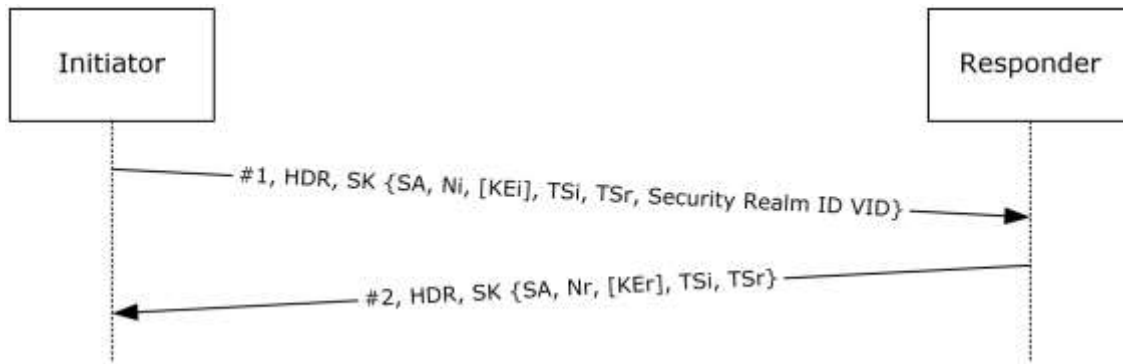 Initiator
Responder
#1, HDR, SK {SA, Ni, [KEi], TSi, TSr, Security Realm ID VID}
#2, HDR, SK {SA, Nr, [KEr], TSi, TSr}